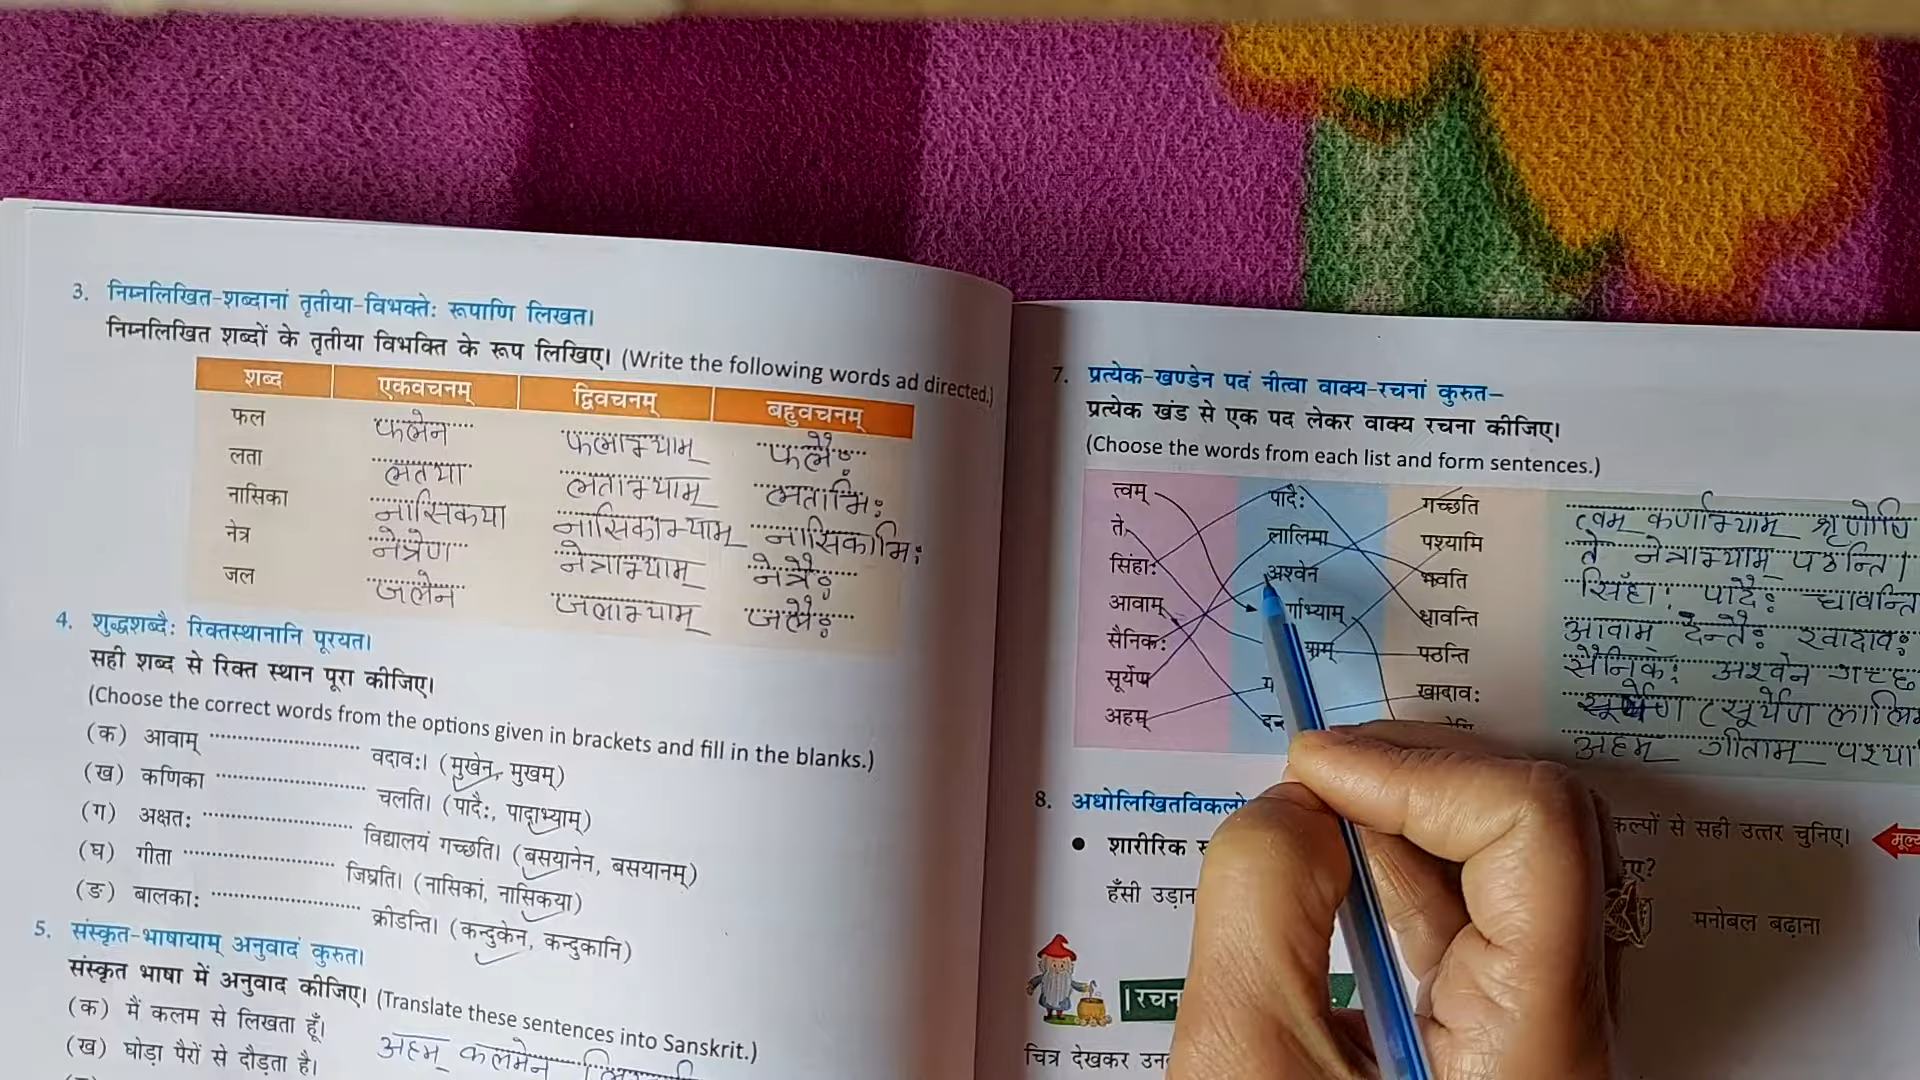 3. निम्नलिखित-शब्दानां तृतीया-विभक्तेः रूपाणि लिखत।
निम्नलिखित शब्दों के तृतीया विभक्ति के रूप लिखिए। (Write the following words ad directed.)
शब्द एकवचनम् द्विवचनम् बहुवचनम्
फल फलेन फलाभ्याम् फलैः
लता लतया लताभ्याम् लताभिः
नासिका नासिकया नासिकाभ्याम् नासिकाभिः
नेत्र नेत्रेण नेत्राभ्याम् नेत्रैः
जल जलेन जलाभ्याम् जलैः
4. शुद्धशब्दैः रिक्तस्थानानि पूरयत।
सही शब्द से रिक्त स्थान पूरा कीजिए।
(Choose the correct words from the options given in brackets and fill in the blanks.)
(क) आवाम् .................... वदावः। (मुखेन, मुखम्)
(ख) कणिका .................... चलति। (पादैः, पादाभ्याम्)
(ग) अक्षतः .................... विद्यालयं गच्छति। (बसयानेन, बसयानम्)
(घ) गीता .................... जिघ्रति। (नासिकां, नासिकया)
(ङ) बालकाः .................... क्रीडन्ति। (कन्दुकेन, कन्दुकानि)
5. संस्कृत-भाषायाम् अनुवादं कुरुत।
संस्कृत भाषा में अनुवाद कीजिए। (Translate these sentences into Sanskrit.)
(क) मैं कलम से लिखता हूँ। अहम् कलमेन
(ख) घोड़ा पैरों से दौड़ता है।
7. प्रत्येक-खण्डेन पदं नीत्वा वाक्य-रचनां कुरुत–
प्रत्येक खंड से एक पद लेकर वाक्य रचना कीजिए।
(Choose the words from each list and form sentences.)
त्वम् पादैः गच्छति त्वम् कर्णाभ्याम्
ते लालिमा पश्यामि ते नेत्राभ्याम् पठन्ति।
सिंहाः अश्वेन भवति सिंहाः पादैः धावन्ति
आवाम् र्णाभ्याम् धावन्ति आवाम् दन्तैः खादावः
सैनिकः याम् पठन्ति सैनिकः अश्वेन गच्छ
सूर्येण खादावः सूर्येण लालिम
अहम् अहम् गीताम् पश्या
8. अधोलिखितविकल्पे कल्पों से सही उत्तर चुनिए। मूल्य
• शारीरिक
हँसी उड़ान मनोबल बढ़ाना
रचन
चित्र देखकर उन